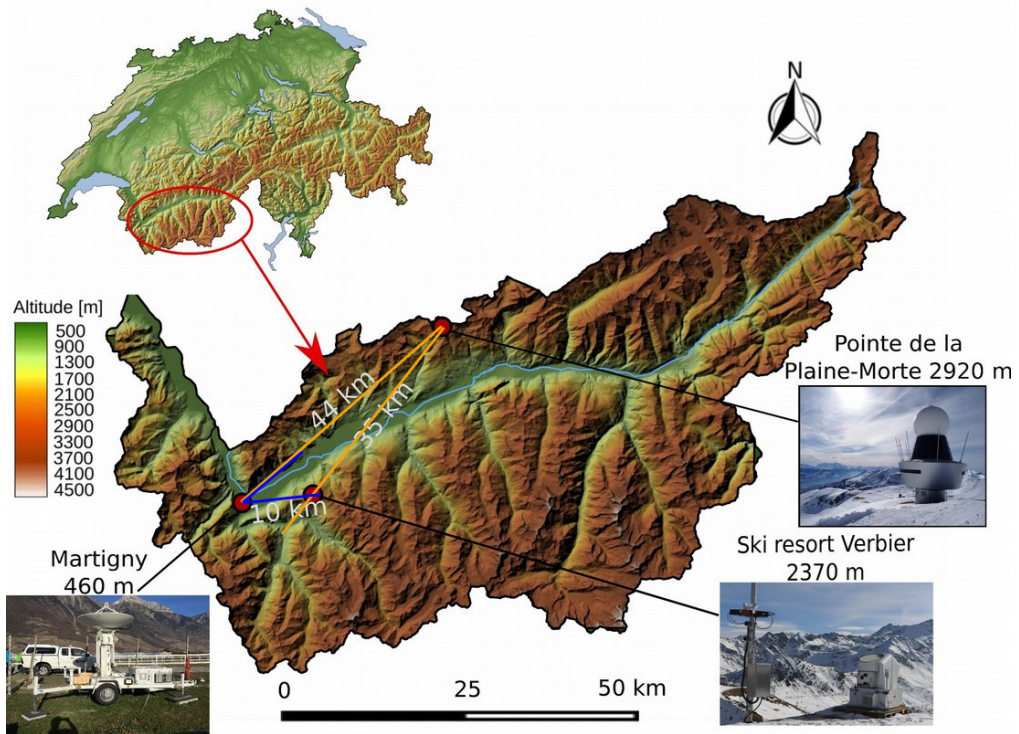 N
Altitude [m]
500
900
1300
1700
2100
2500
2900
3300
3700
4100
4500
44 km
35 km
10 km
Pointe de la
Plaine-Morte 2920 m
Martigny
460 m
Ski resort Verbier
2370 m
0 25 50 km